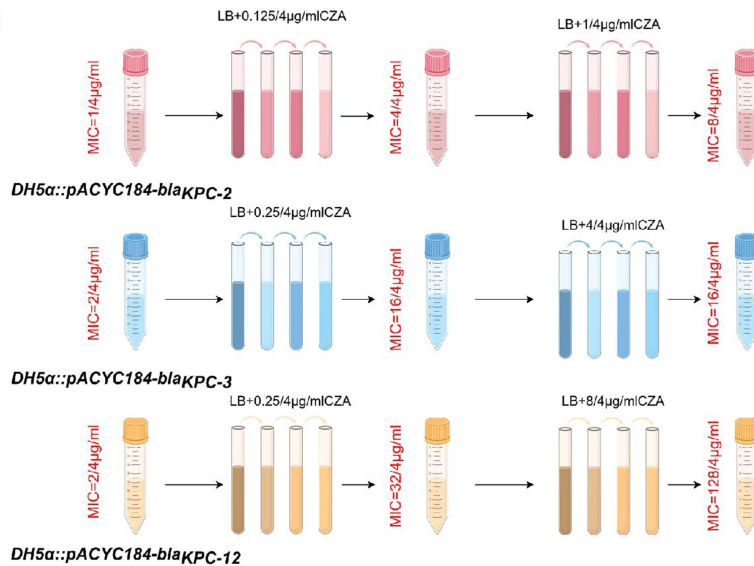 LB+0.125/4μg/mlCZA
LB+1/4μg/mlCZA
MIC=1/4μg/ml
MIC=4/4μg/ml
MIC=8/4μg/ml
DH5α::pACYC184-blaKPC-2
LB+0.25/4μg/mlCZA
LB+4/4μg/mlCZA
MIC=2/4μg/ml
MIC=16/4μg/ml
MIC=16/4μg/ml
DH5α::pACYC184-blaKPC-3
LB+0.25/4μg/mlCZA
LB+8/4μg/mlCZA
MIC=2/4μg/ml
MIC=32/4μg/ml
MIC=128/4μg/ml
DH5α::pACYC184-blaKPC-12